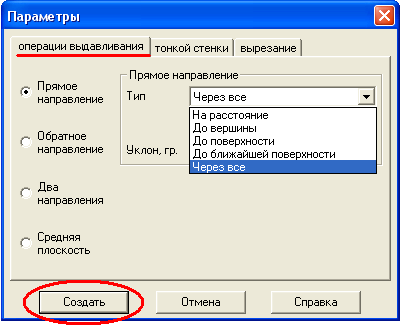 Параметры
операции выдавливания
тонкой стенки
вырезание
Прямое
направление
Обратное
направление
Два
направления
Средняя
плоскость
Прямое направление
Тип
Через все
На расстояние
До вершины
До поверхности
До ближайшей поверхности
Через все
Уклон, гр.
Создать
Отмена
Справка